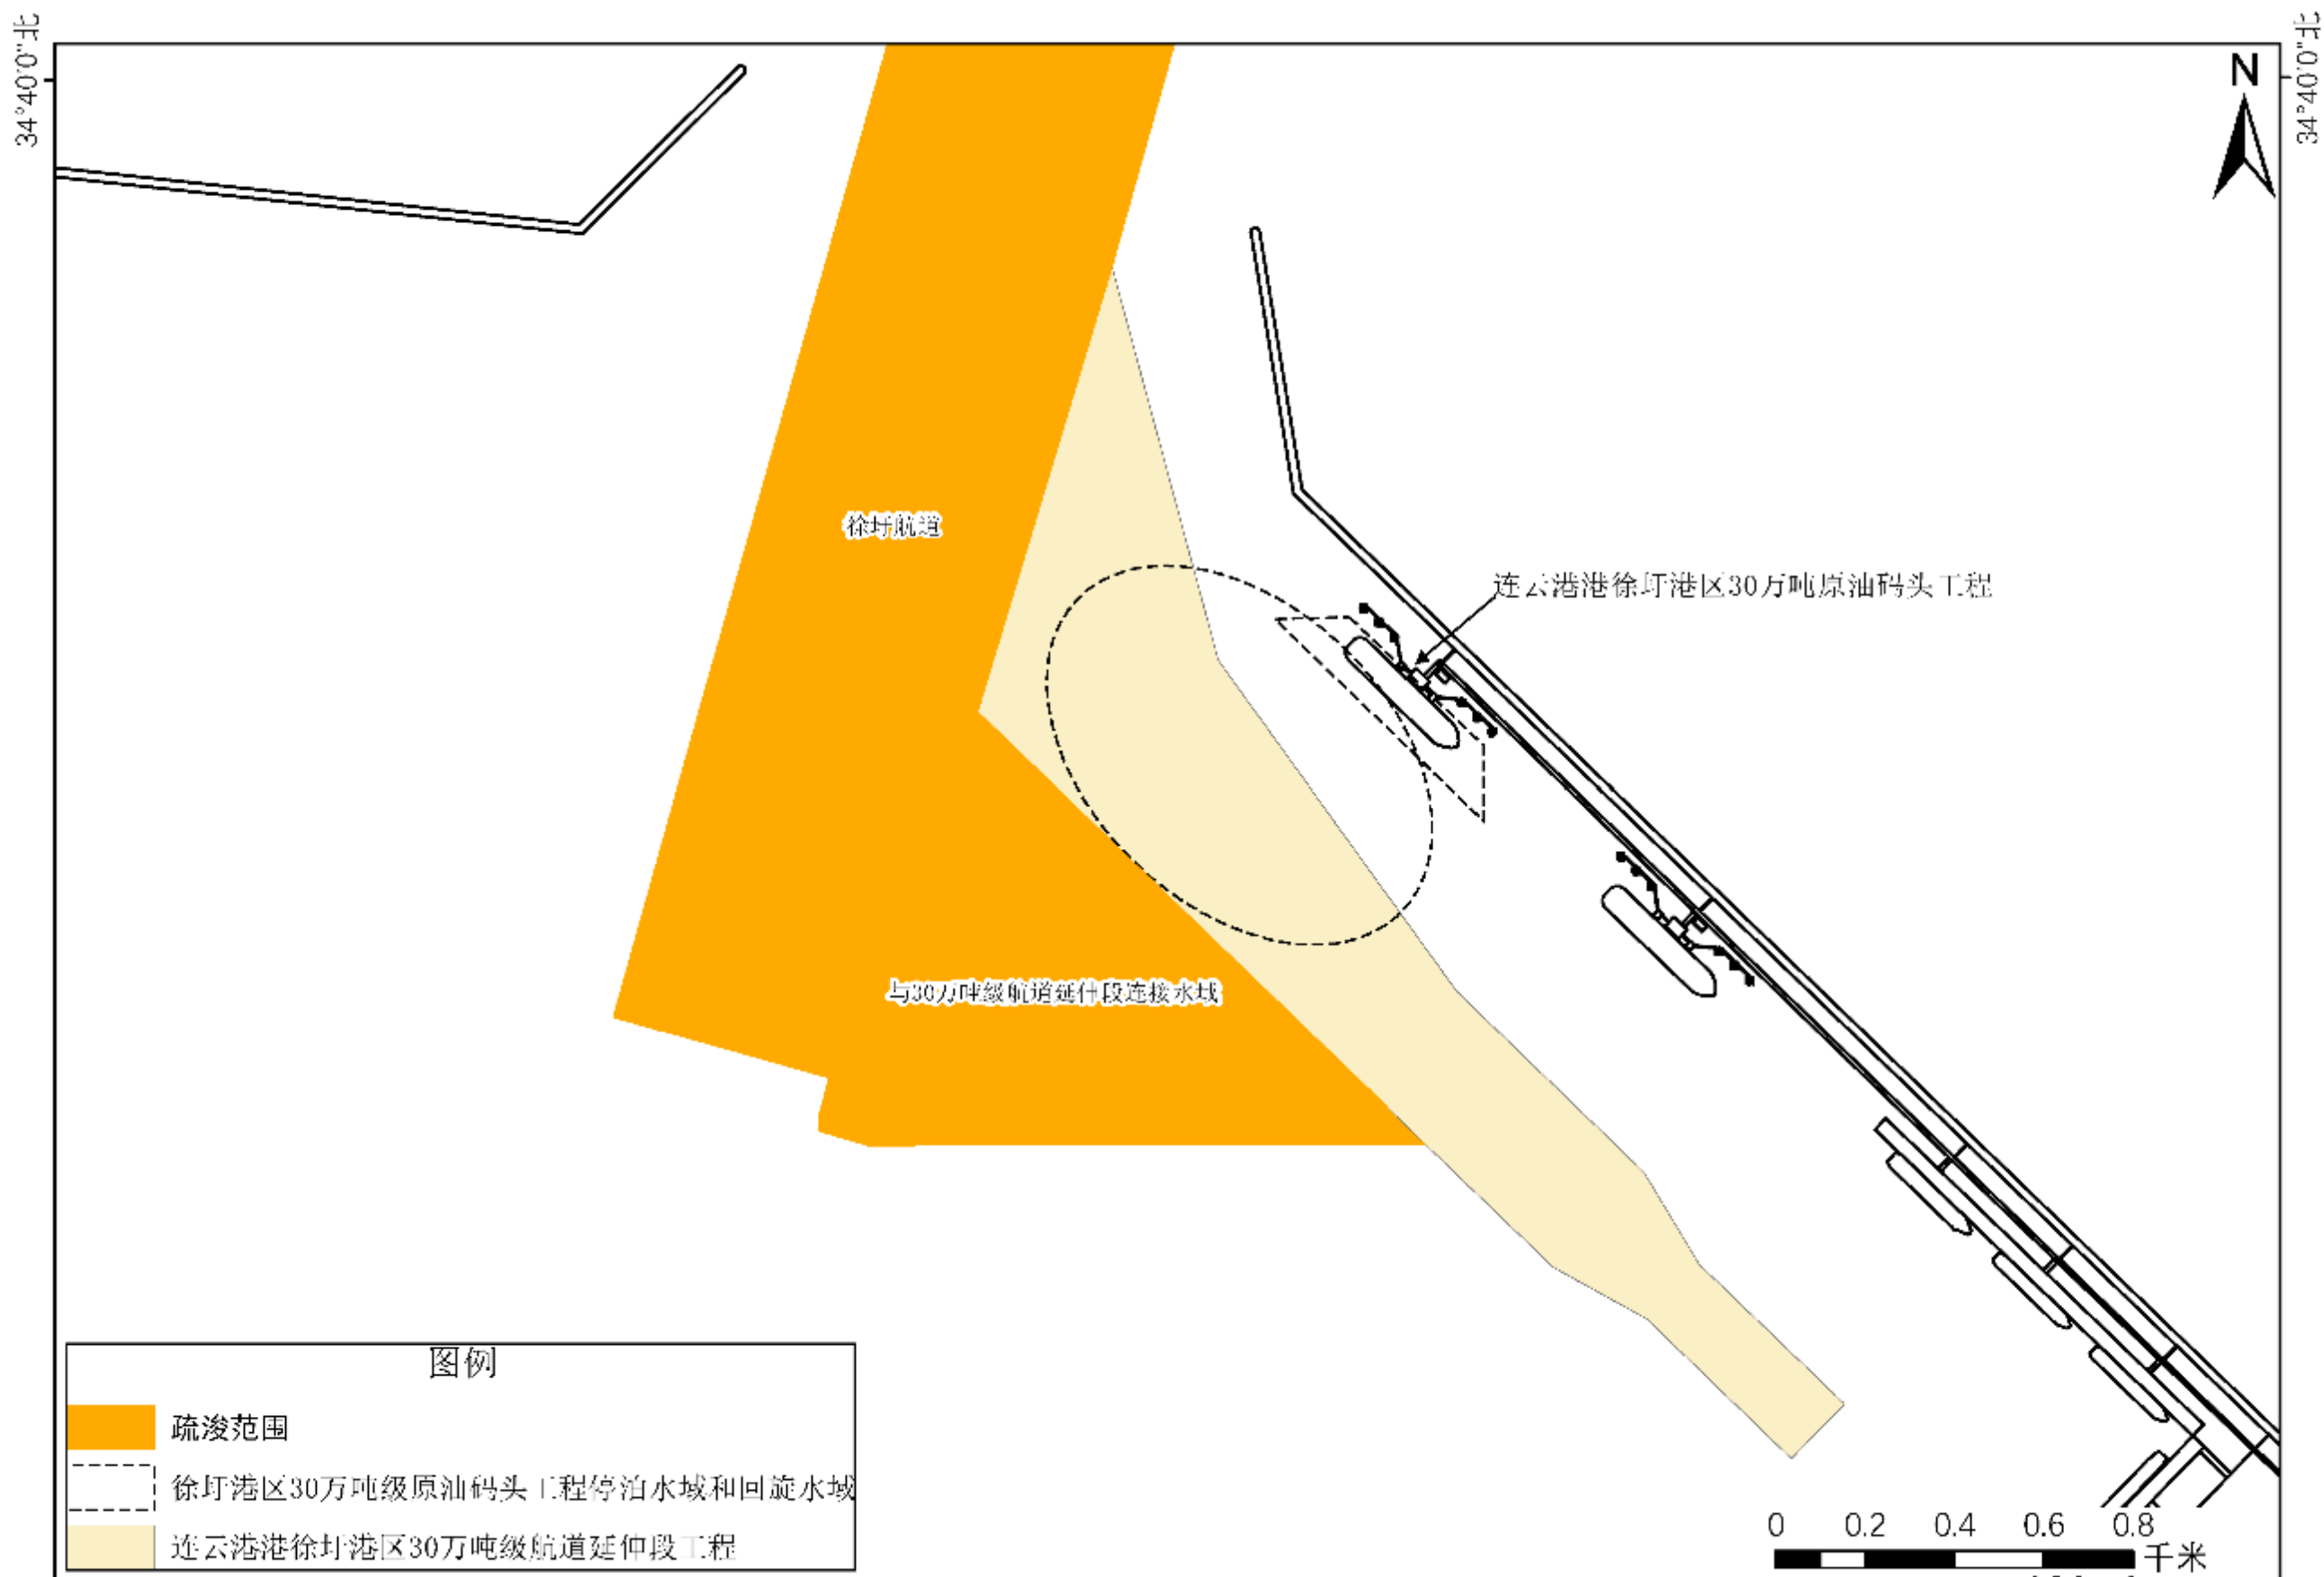 34°40'0"北
34°40'0"北
N
徐圩航道
连云港港徐圩港区30万吨原油码头工程
与30万吨级航道延伸段连接水域
图例
疏浚范围
徐圩港区30万吨级原油码头工程停泊水域和回旋水域
连云港港徐圩港区30万吨级航道延伸段工程
0 0.2 0.4 0.6 0.8
千米